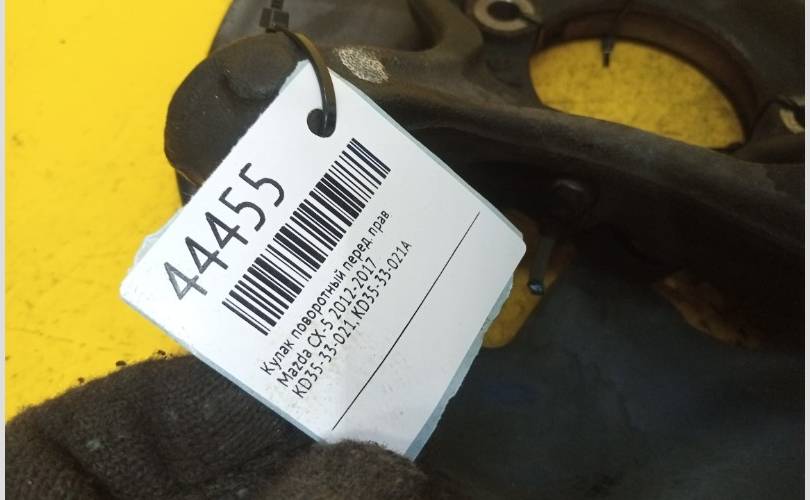 44455
Кулак поворотный перед. прав.
Mazda CX-5 2012-2017
KD35-33-021, KD35-33-021A